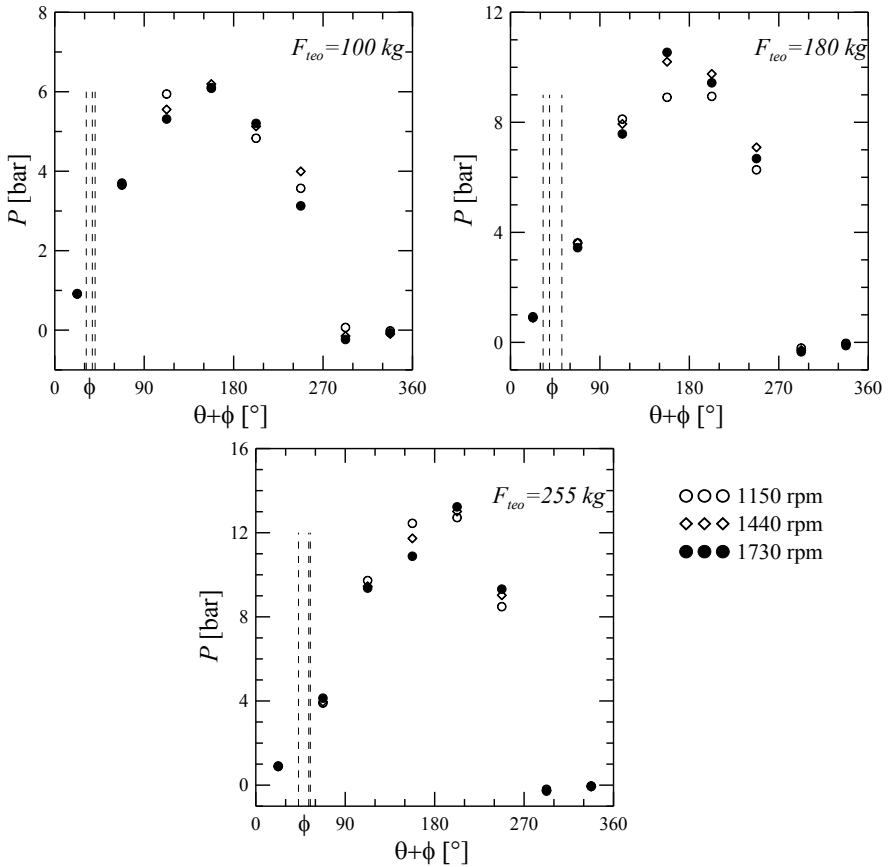 8
6
4
2
0
P [bar]
F_teo=100 kg
0
ϕ
90
180
270
360
θ+ϕ [°]
12
8
4
0
P [bar]
F_teo=180 kg
0
ϕ
90
180
270
360
θ+ϕ [°]
16
12
8
4
0
P [bar]
F_teo=255 kg
0
ϕ
90
180
270
360
θ+ϕ [°]
1150 rpm
1440 rpm
1730 rpm